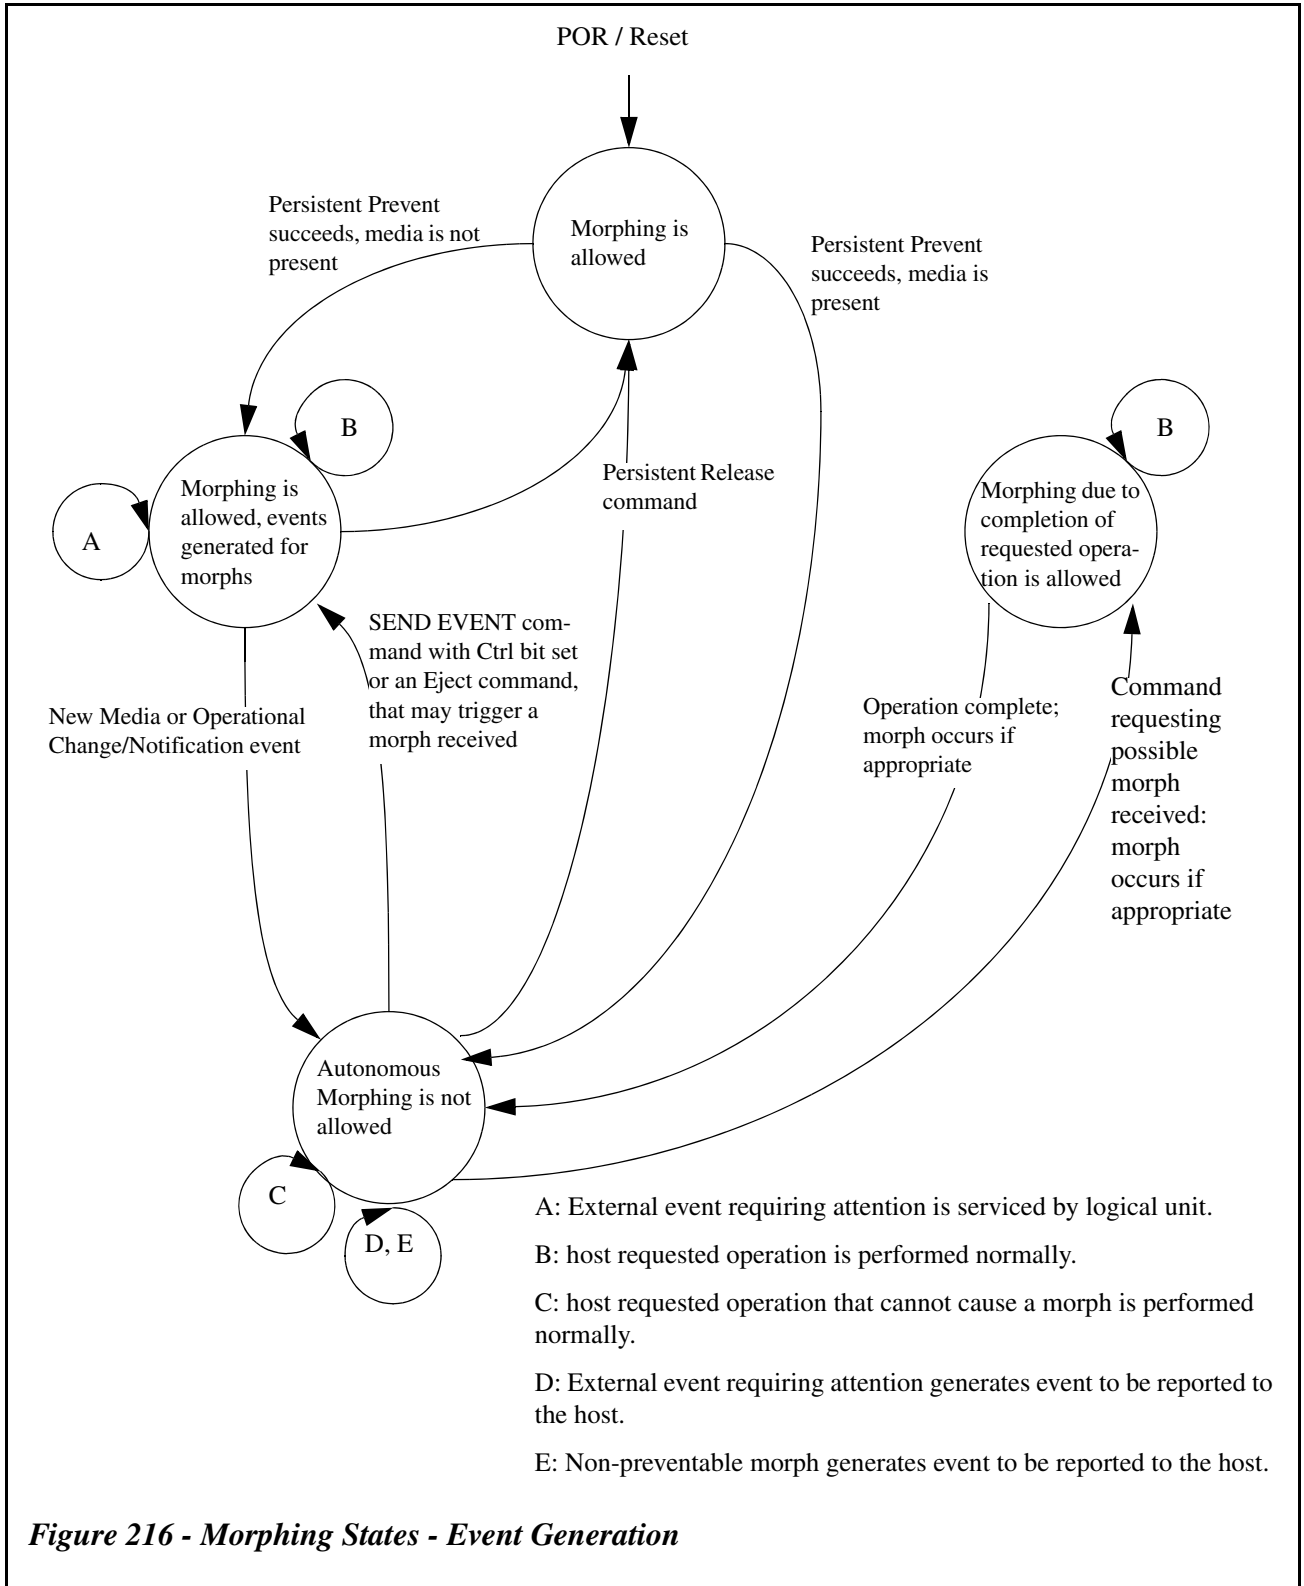 POR / Reset
Persistent Prevent
succeeds, media is not
present
Morphing is
allowed
Persistent Prevent
succeeds, media is
present
B
B
Morphing is
allowed, events
generated for
morphs
A
Persistent Release
command
Morphing due to
completion of
requested opera-
tion is allowed
SEND EVENT com-
mand with Ctrl bit set
or an Eject command,
that may trigger a
morph received
New Media or Operational
Change/Notification event
Operation complete;
morph occurs if
appropriate
Command
requesting
possible
morph
received:
morph
occurs if
appropriate
Autonomous
Morphing is not
allowed
C
D, E
A: External event requiring attention is serviced by logical unit.
B: host requested operation is performed normally.
C: host requested operation that cannot cause a morph is performed
normally.
D: External event requiring attention generates event to be reported to
the host.
E: Non-preventable morph generates event to be reported to the host.
Figure 216 - Morphing States - Event Generation